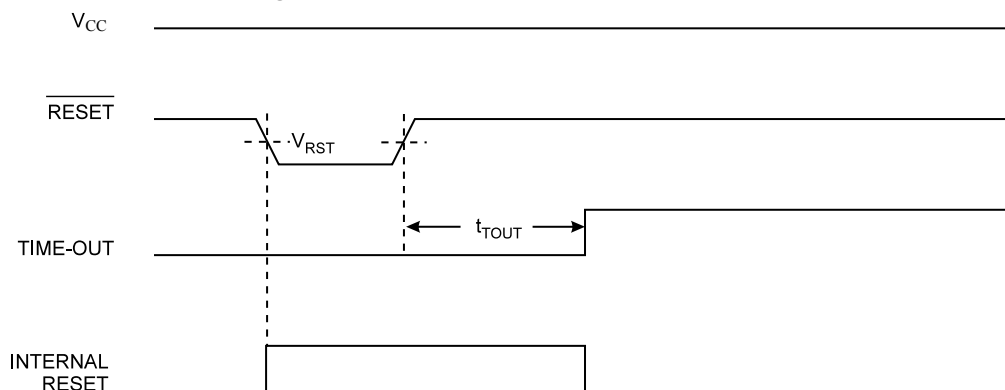 VCC
RESET
VRST
tTOUT
TIME-OUT
INTERNAL
RESET